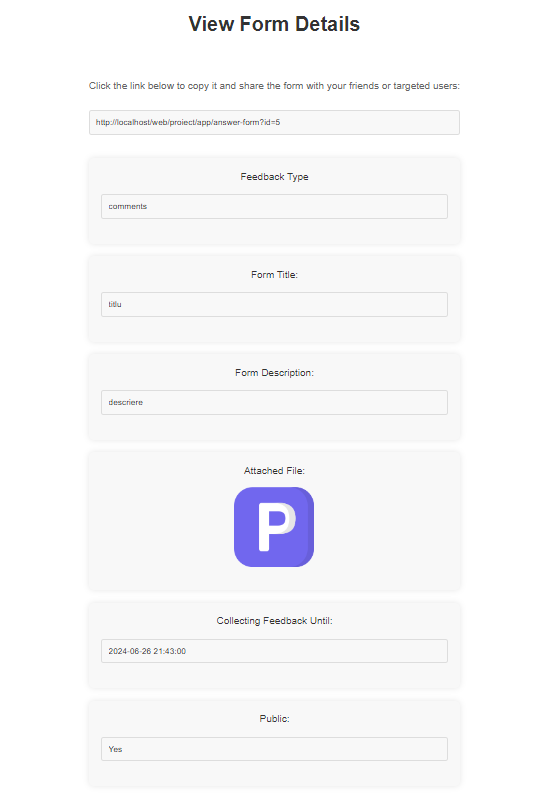 View Form Details
Click the link below to copy it and share the form with your friends or targeted users:
http://localhost/web/proiect/app/answer-form?id=5
Feedback Type
comments
Form Title:
titlu
Form Description:
descriere
Attached File:
P
Collecting Feedback Until:
2024-06-26 21:43:00
Public:
Yes